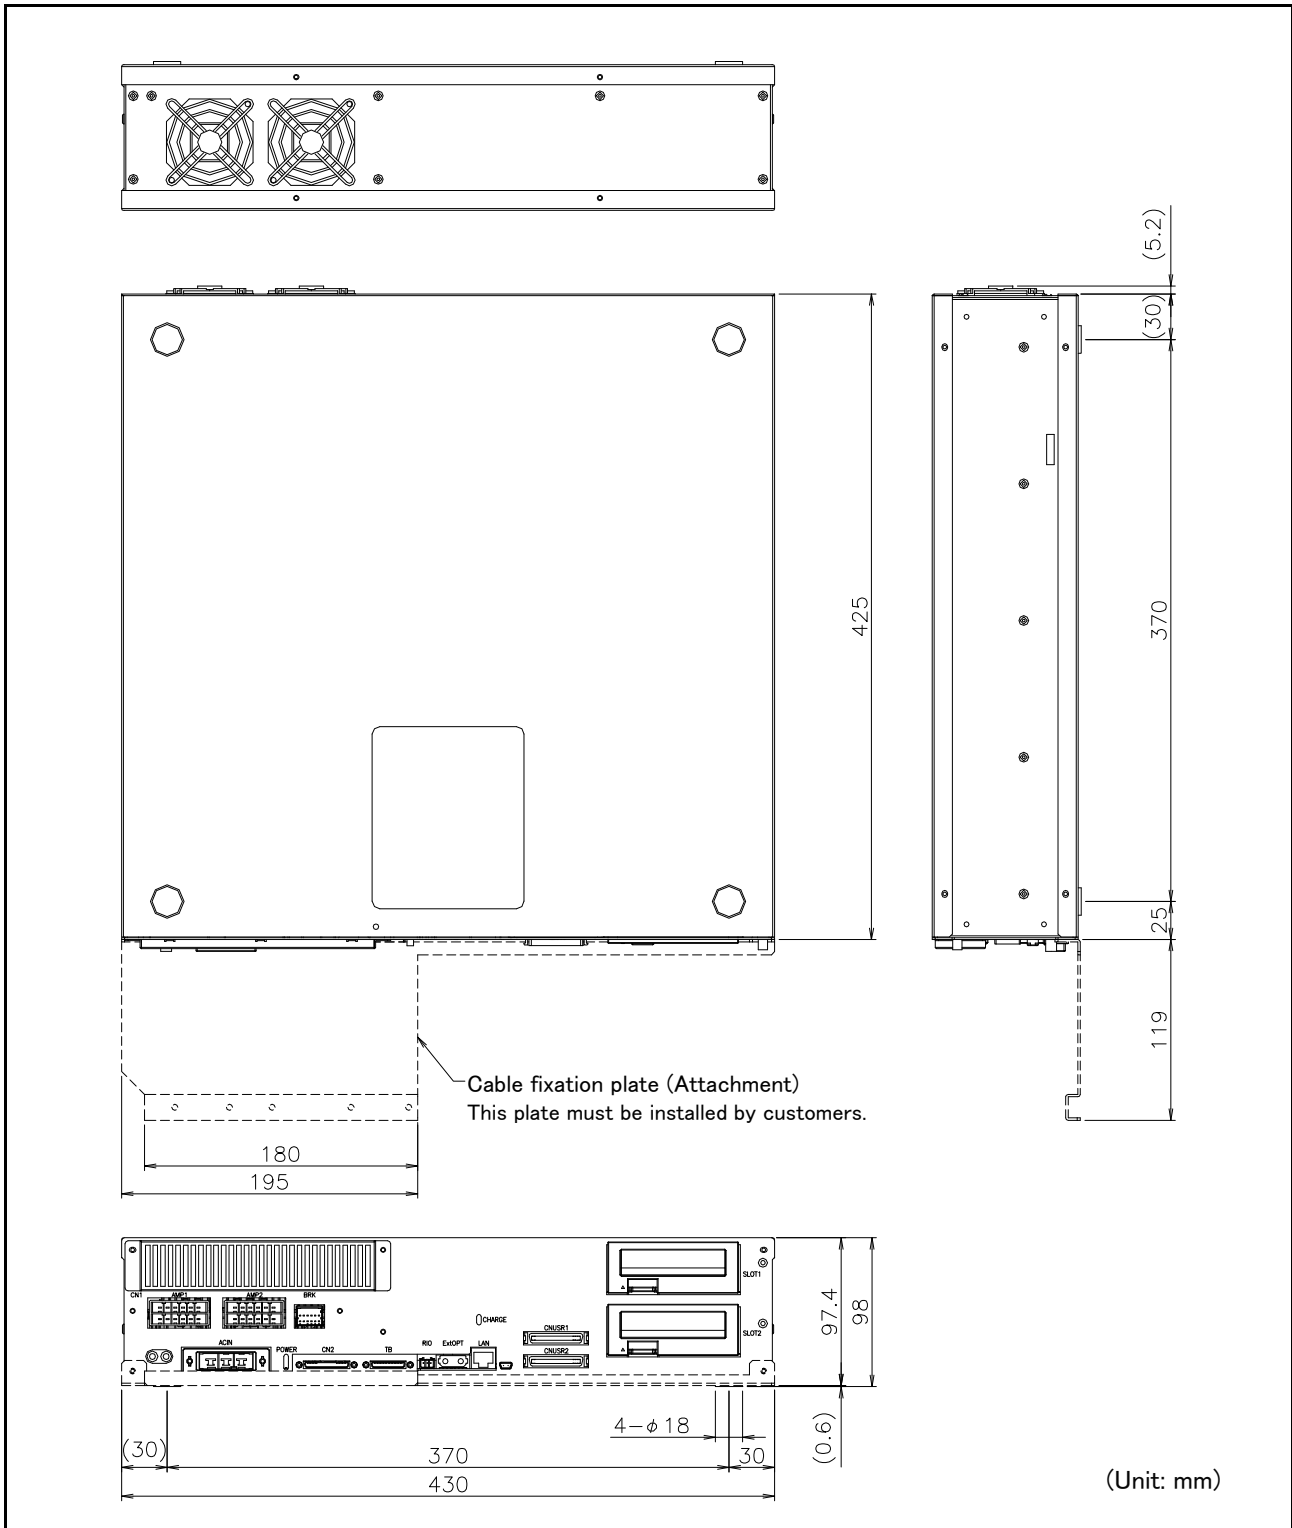 (5.2)
(30)
425
370
25
119
Cable fixation plate (Attachment)
This plate must be installed by customers.
180
195
SLOT1
CN1 AMP1 AMP2 BRK
CHARGE
CNUSR1
SLOT2
ACIN
POWER CN2 TB RIO ExtOPT LAN
CNUSR2
97.4
98
4-φ18
(0.6)
(30) 370 30
430
(Unit: mm)